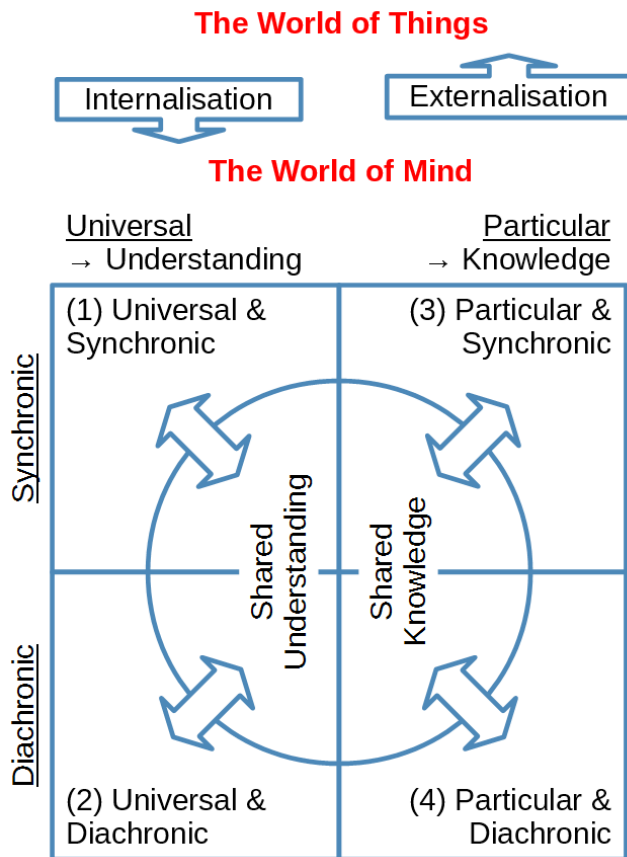 The World of Things
Internalisation
Externalisation
The World of Mind
Universal
→ Understanding
Particular
→ Knowledge
Synchronic
(1) Universal &
Synchronic
(3) Particular &
Synchronic
Shared
Understanding
Shared
Knowledge
Diachronic
(2) Universal &
Diachronic
(4) Particular &
Diachronic